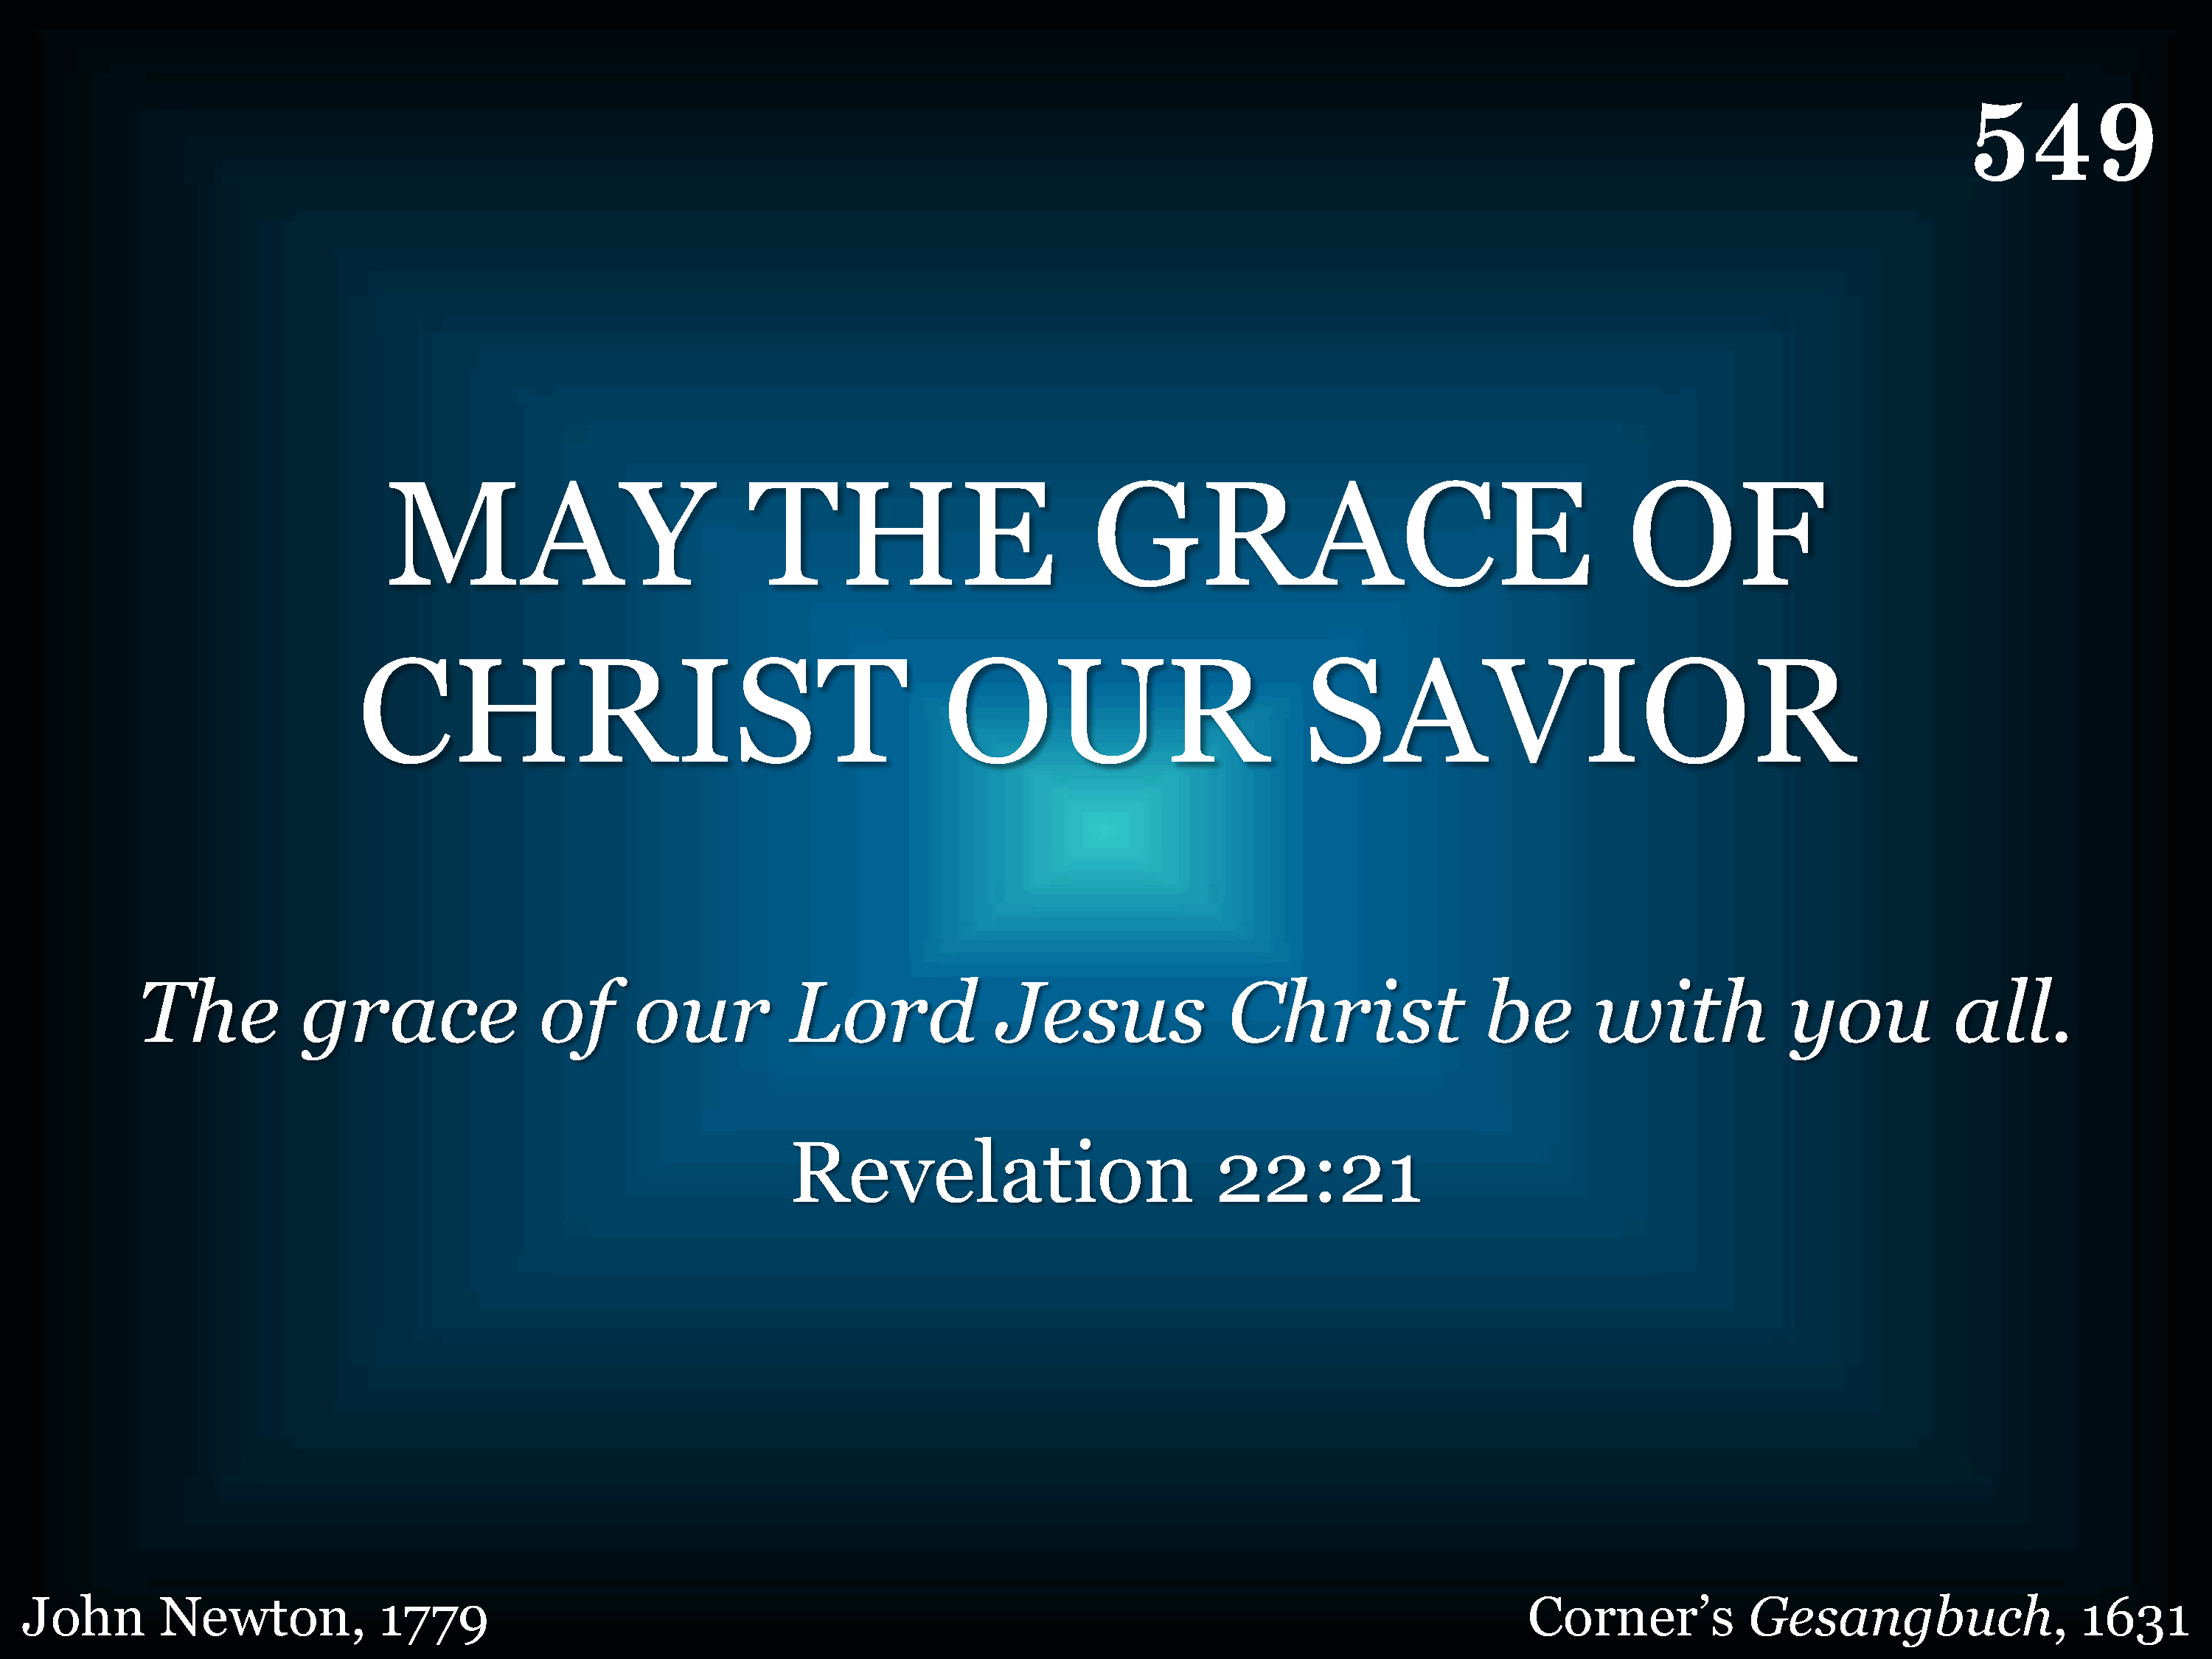 549
MAY THE GRACE OF
CHRIST OUR SAVIOR
The grace of our Lord Jesus Christ be with you all.
Revelation 22:21
John Newton, 1779
Corner’s Gesangbuch, 1631